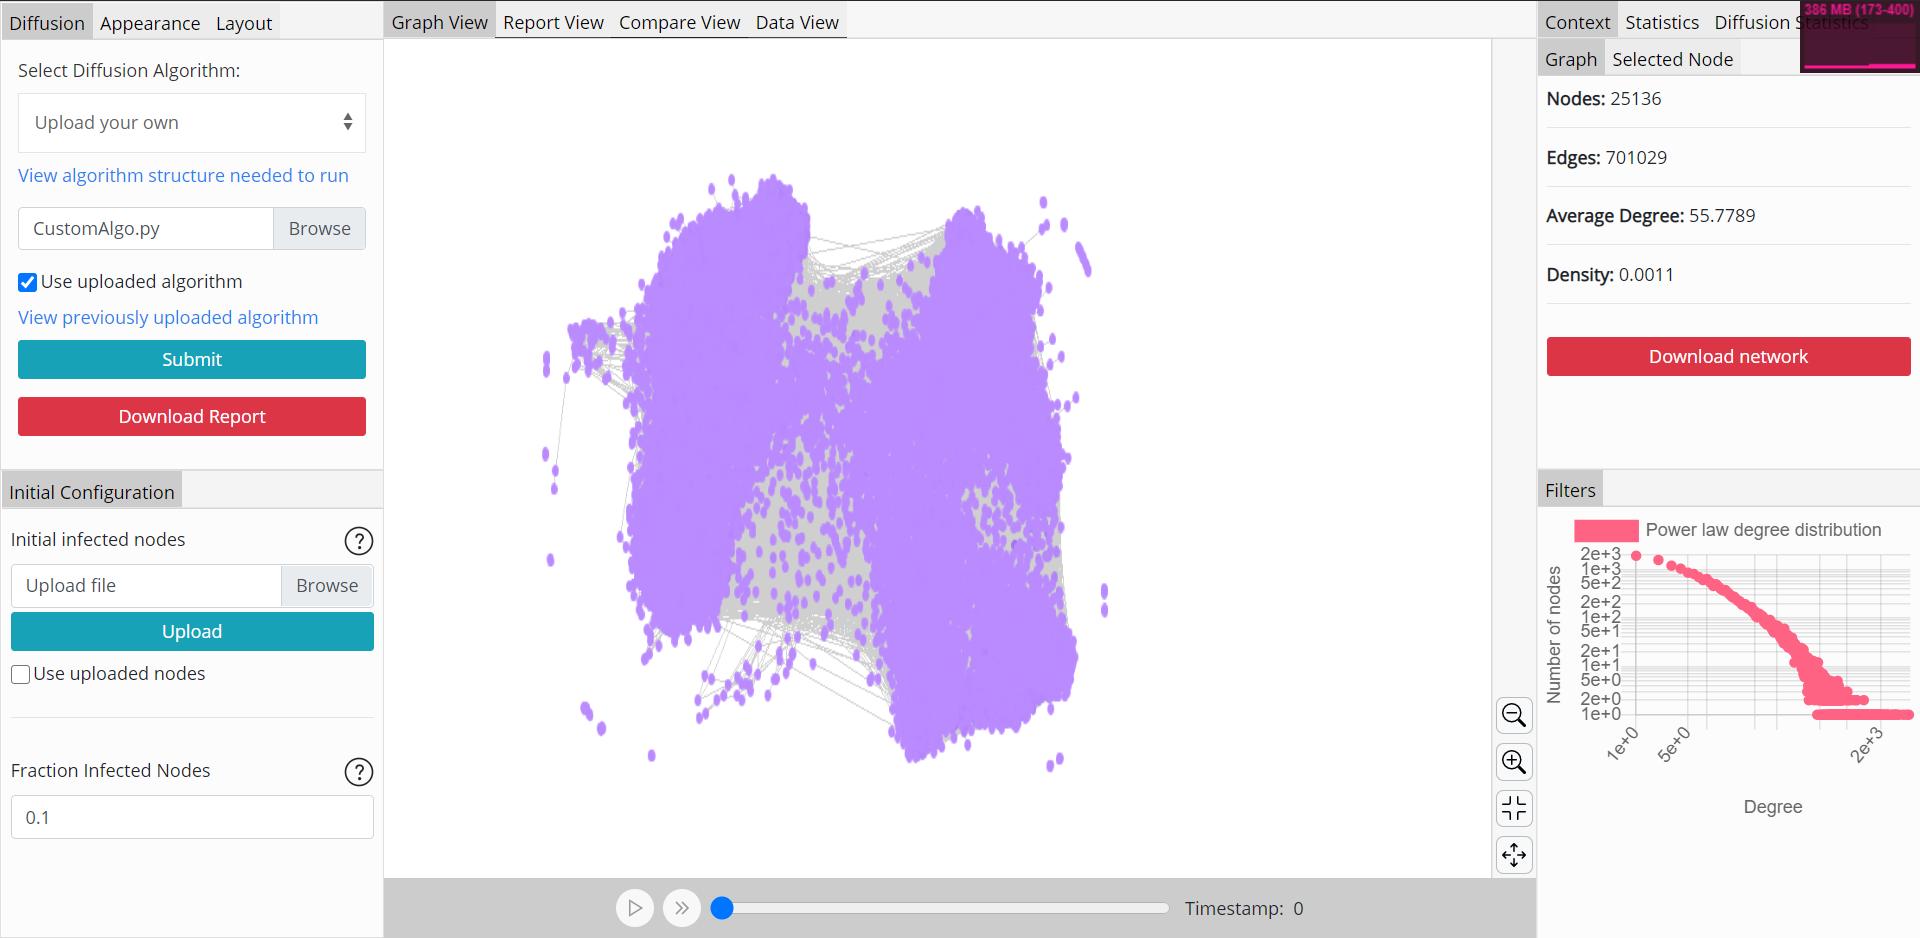 Diffusion Appearance Layout
Select Diffusion Algorithm:
Upload your own
View algorithm structure needed to run
CustomAlgo.py Browse
Use uploaded algorithm
View previously uploaded algorithm
Submit
Download Report
Initial Configuration
Initial infected nodes ?
Upload file Browse
Upload
Use uploaded nodes
Fraction Infected Nodes ?
0.1
Graph View Report View Compare View Data View
Timestamp: 0
Context Statistics Diffusion Statistics
386 MB (173-400)
Graph Selected Node
Nodes: 25136
Edges: 701029
Average Degree: 55.7789
Density: 0.0011
Download network
Filters
Power law degree distribution
Number of nodes
2e+3
1e+3
5e+2
2e+2
1e+2
5e+1
2e+1
1e+1
5e+0
2e+0
1e+0
1e+0 5e+0 2e+3
Degree